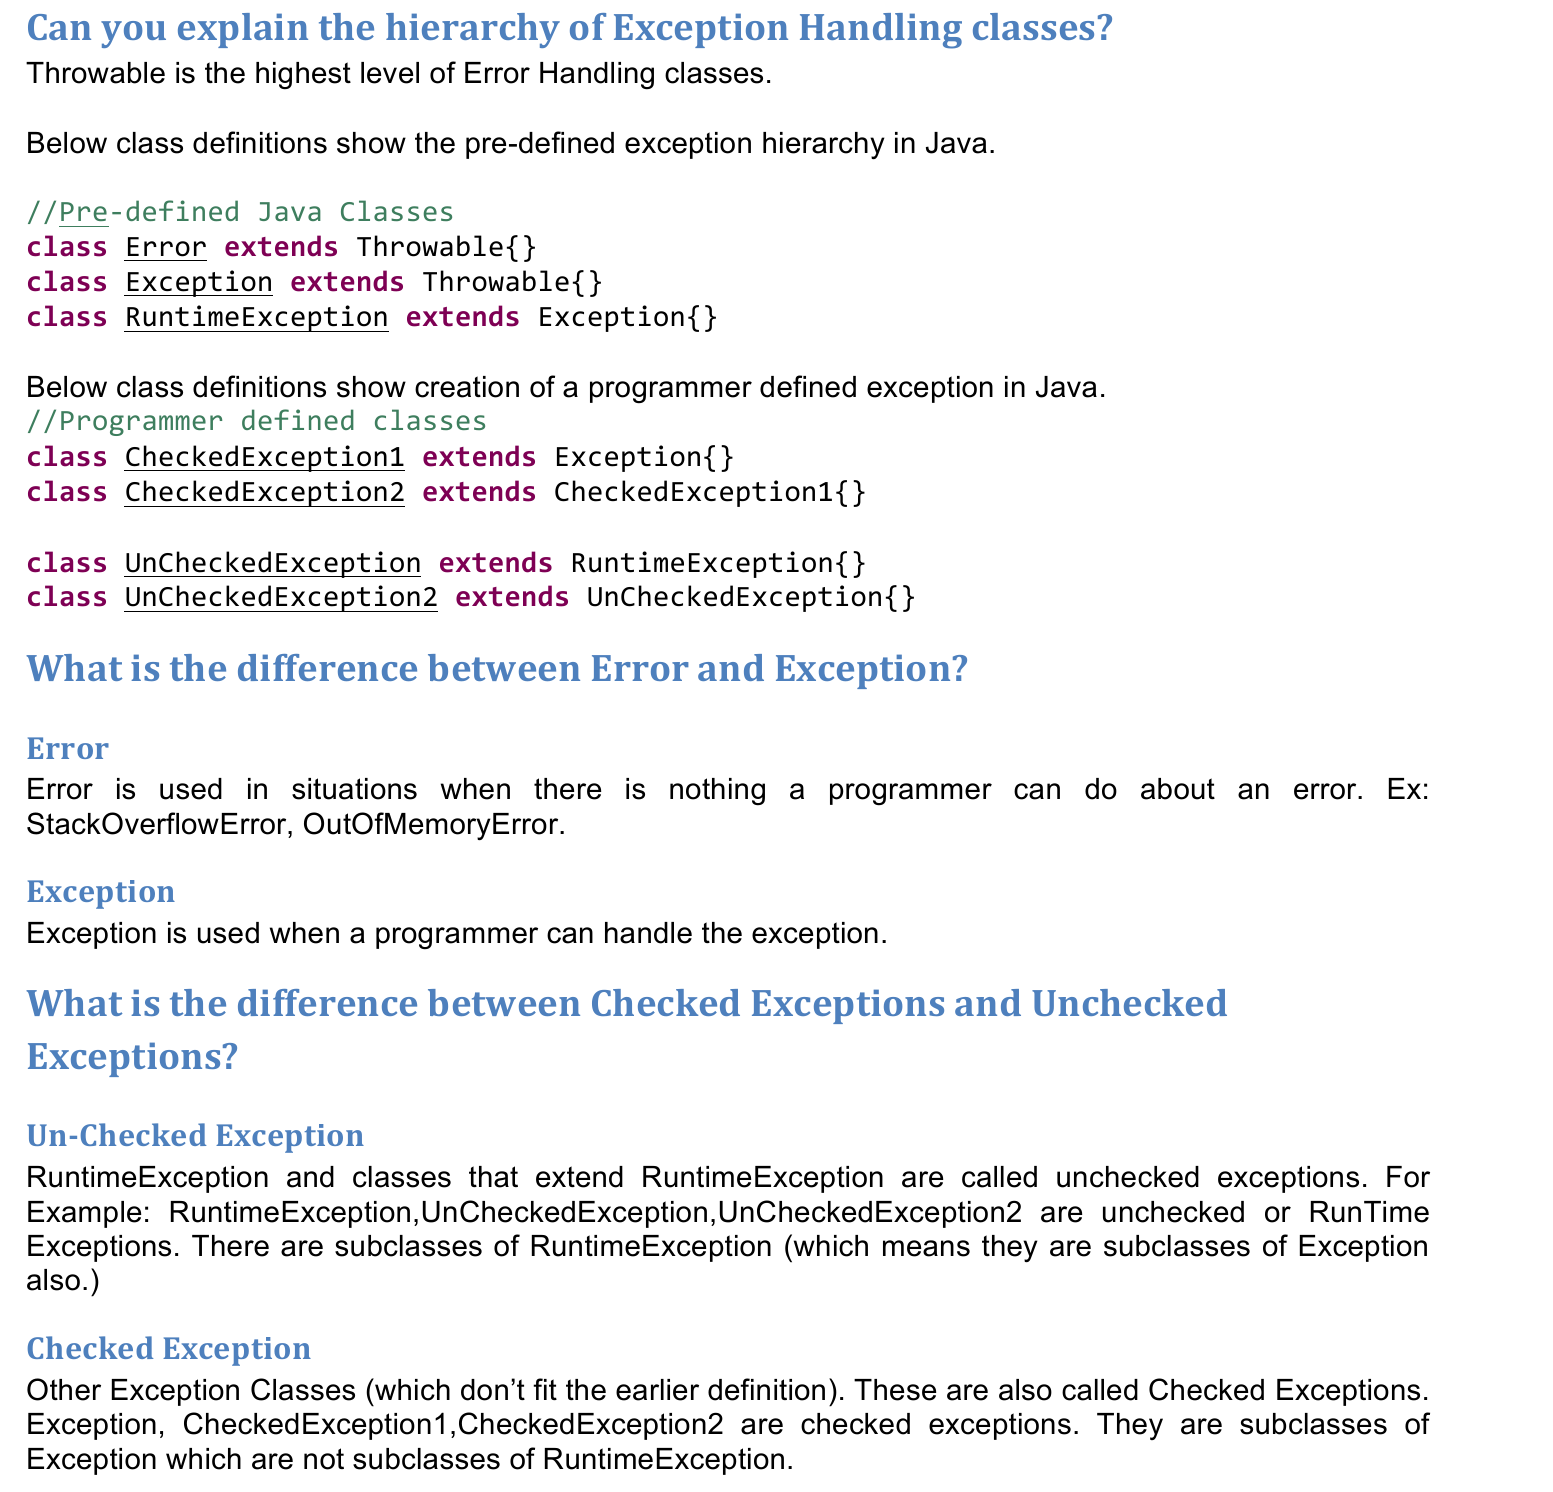 Can you explain the hierarchy of Exception Handling classes?
Throwable is the highest level of Error Handling classes.
Below class definitions show the pre-defined exception hierarchy in Java.
//Pre-defined Java Classes
class Error extends Throwable{}
class Exception extends Throwable{}
class RuntimeException extends Exception{}
Below class definitions show creation of a programmer defined exception in Java.
//Programmer defined classes
class CheckedException1 extends Exception{}
class CheckedException2 extends CheckedException1{}
class UnCheckedException extends RuntimeException{}
class UnCheckedException2 extends UnCheckedException{}
What is the difference between Error and Exception?
Error
Error is used in situations when there is nothing a programmer can do about an error. Ex:
StackOverflowError, OutOfMemoryError.
Exception
Exception is used when a programmer can handle the exception.
What is the difference between Checked Exceptions and Unchecked
Exceptions?
Un-Checked Exception
RuntimeException and classes that extend RuntimeException are called unchecked exceptions. For
Example: RuntimeException,UnCheckedException,UnCheckedException2 are unchecked or RunTime
Exceptions. There are subclasses of RuntimeException (which means they are subclasses of Exception
also.)
Checked Exception
Other Exception Classes (which don’t fit the earlier definition). These are also called Checked Exceptions.
Exception, CheckedException1,CheckedException2 are checked exceptions. They are subclasses of
Exception which are not subclasses of RuntimeException.